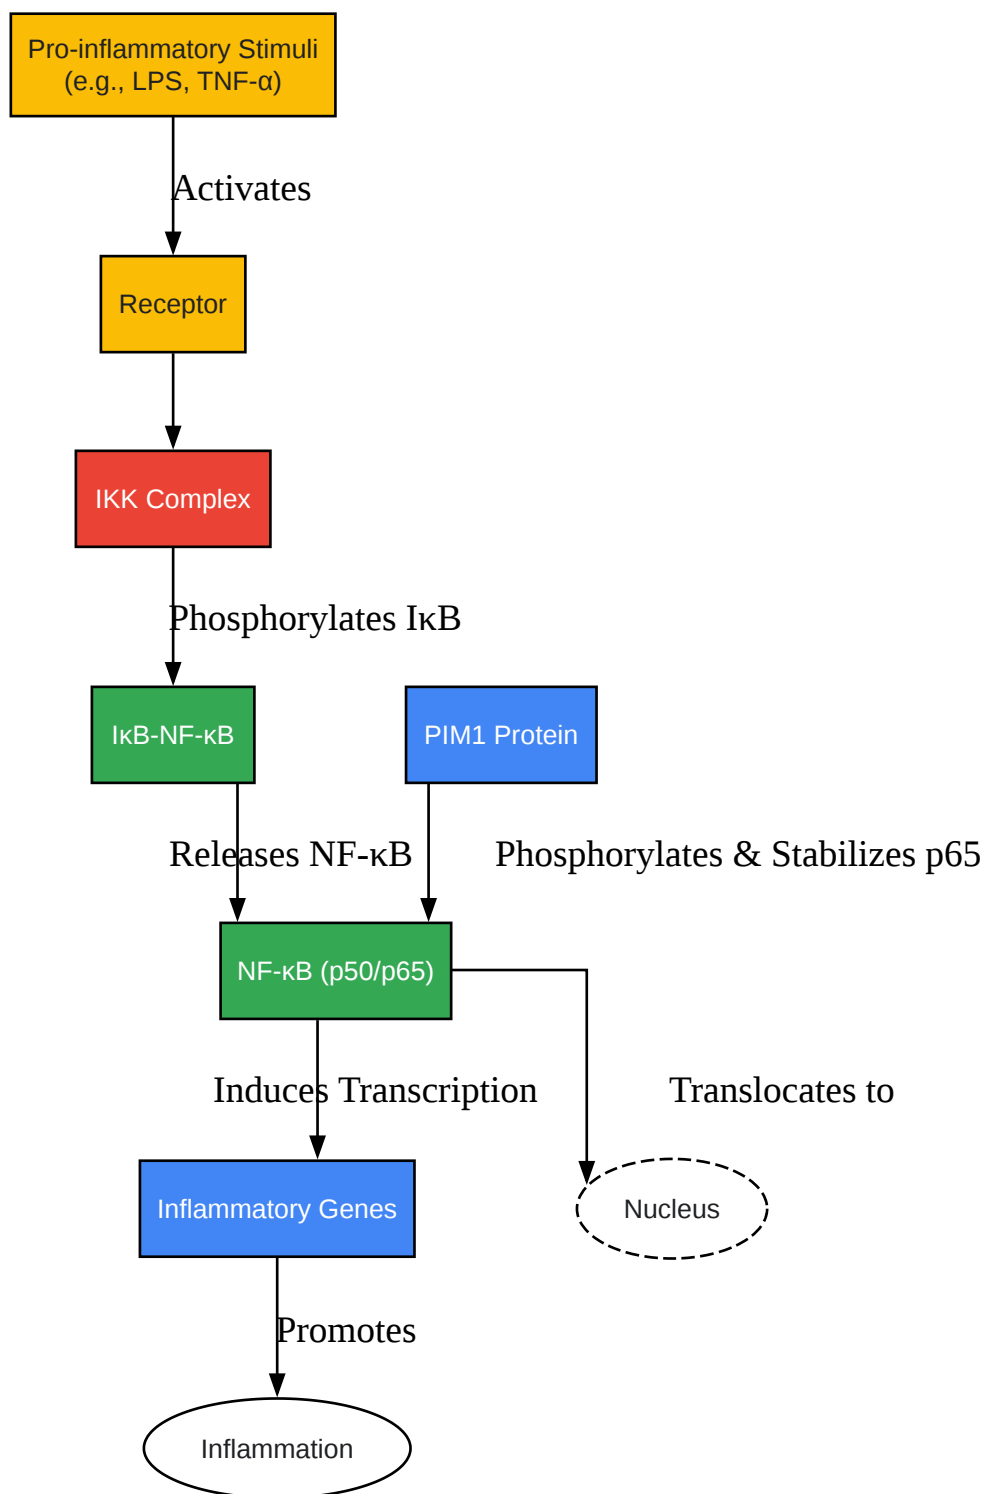 Pro-inflammatory Stimuli
(e.g., LPS, TNF-α)
Activates
Receptor
IKK Complex
Phosphorylates IκB
IκB-NF-κB
PIM1 Protein
Releases NF-κB
Phosphorylates & Stabilizes p65
NF-κB (p50/p65)
Induces Transcription
Translocates to
Inflammatory Genes
Nucleus
Promotes
Inflammation